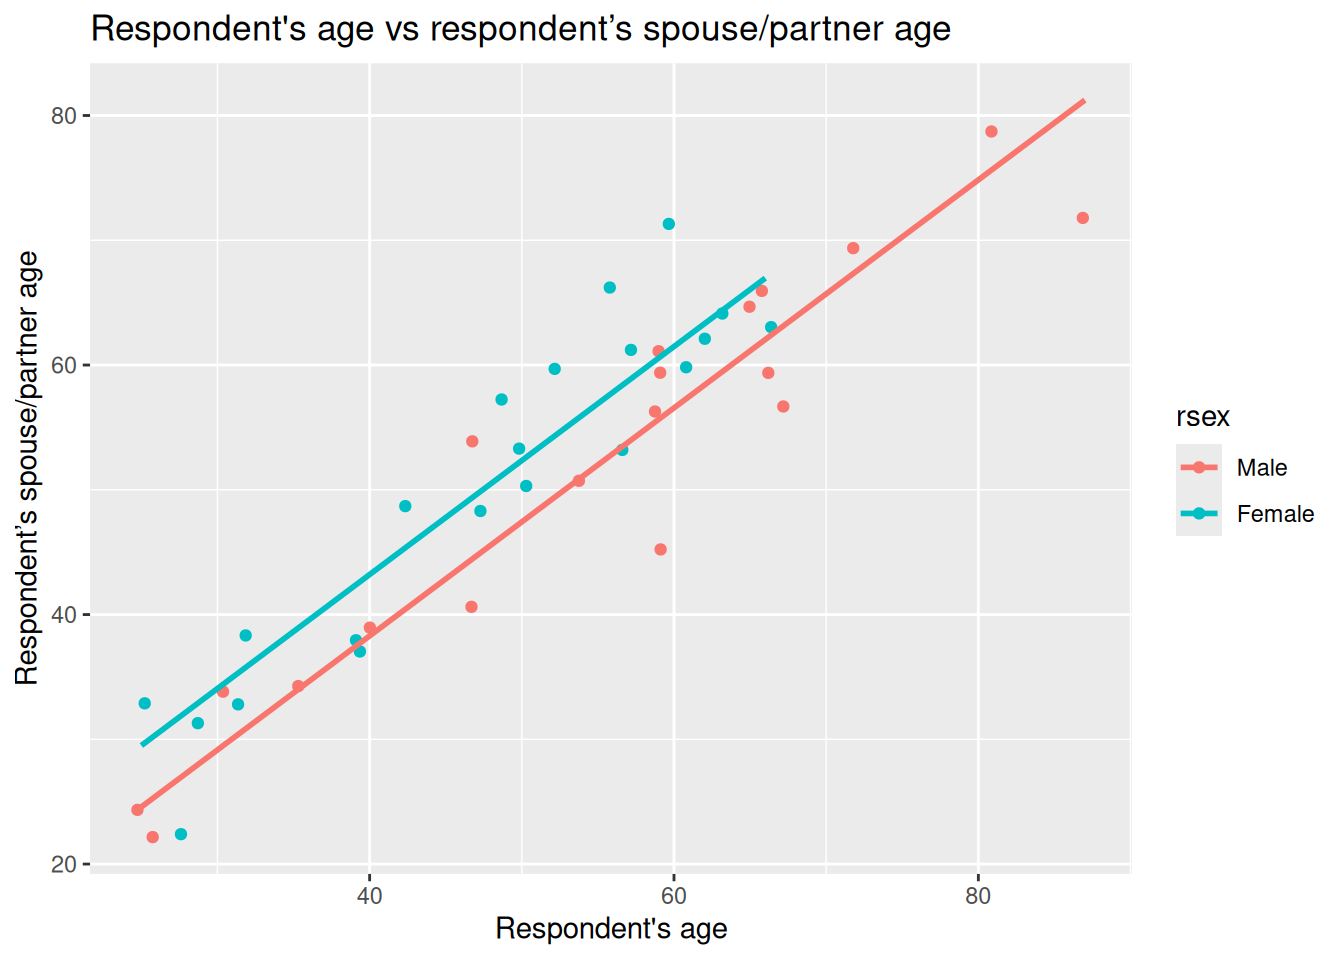 Respondent's age vs respondent’s spouse/partner age
80
60
40
20
Respondent’s spouse/partner age
40 60 80
Respondent's age
rsex
Male
Female